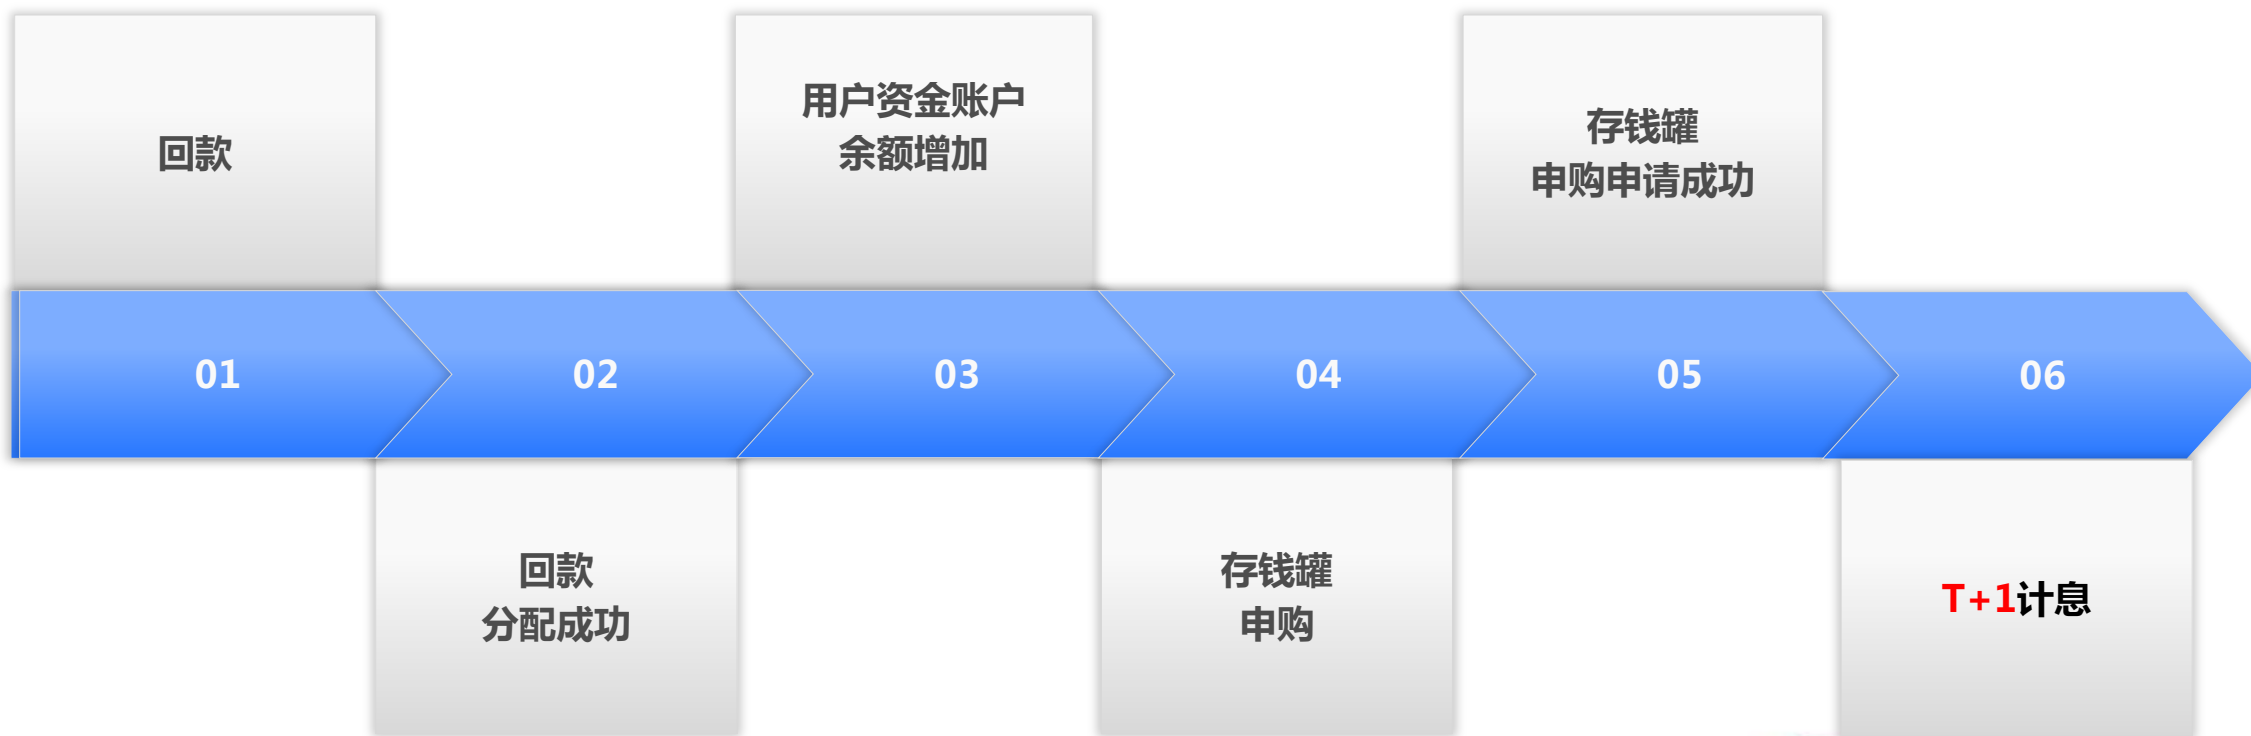 回款
用户资金账户
余额增加
存钱罐
申购申请成功
01
02
03
04
05
06
回款
分配成功
存钱罐
申购
T+1计息